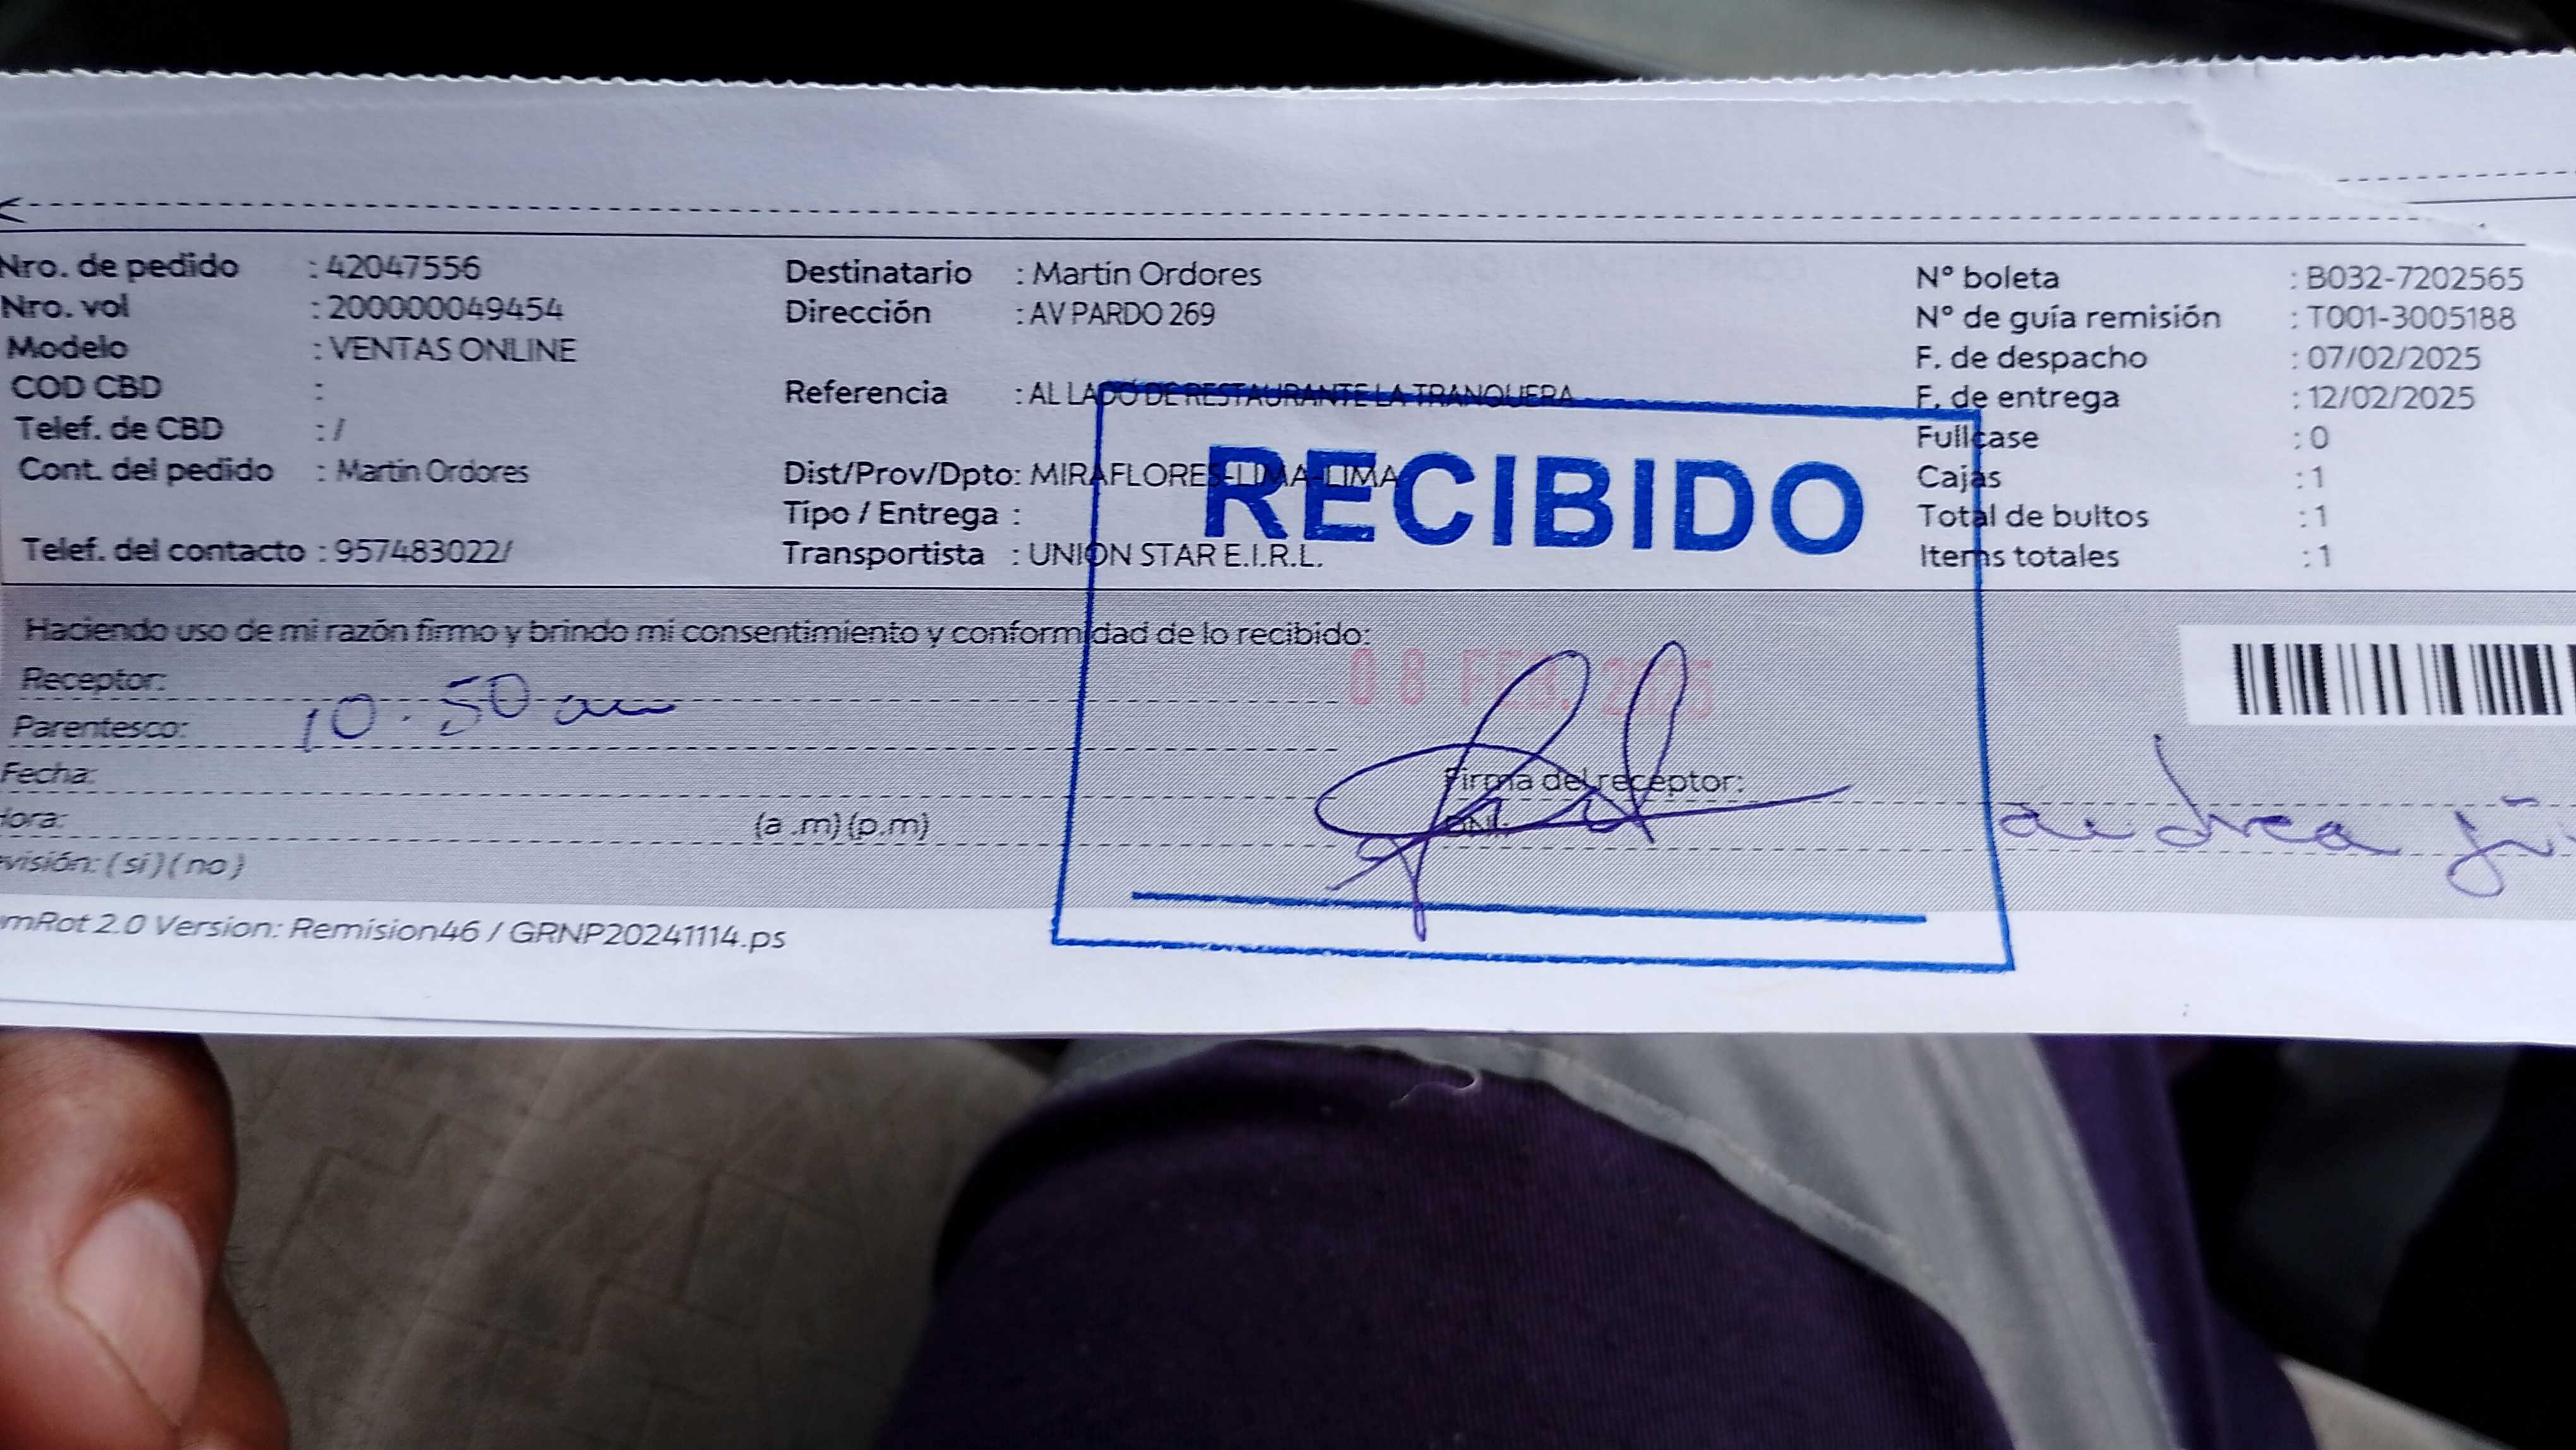 Nro. de pedido : 42047556
Nro. vol : 200000049454
Modelo : VENTAS ONLINE
COD CBD :
Telef. de CBD : /
Cont. del pedido : Martin Ordores
Telef. del contacto : 957483022/
Destinatario : Martin Ordores
Dirección : AV PARDO 269
Referencia : AL LADO DE RESTAURANTE LA TRANQUERA
Dist/Prov/Dpto: MIRAFLORES-LIMA-LIMA
Tipo / Entrega :
Transportista : UNION STAR E.I.R.L.
N° boleta : B032-7202565
N° de guía remisión : T001-3005188
F. de despacho : 07/02/2025
F. de entrega : 12/02/2025
Fullcase : 0
Cajas : 1
Total de bultos : 1
Items totales : 1
RECIBIDO
Haciendo uso de mi razón firmo y brindo mi consentimiento y conformidad de lo recibido:
08 FEB. 2025
Receptor:
10.50 am
Parentesco:
Fecha:
Firma del receptor:
Hora: (a .m)(p.m)
DNI:
andrea
visión: (si)(no)
mRot 2.0 Version: Remision46 / GRNP20241114.ps